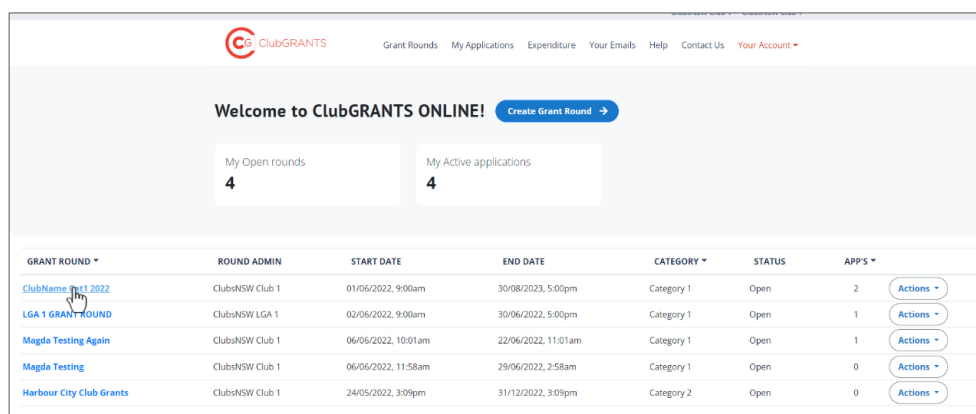 CG ClubGRANTS
Grant Rounds My Applications Expenditure Your Emails Help Contact Us Your Account
Welcome to ClubGRANTS ONLINE! Create Grant Round →
My Open rounds My Active applications
4 4
GRANT ROUND ROUND ADMIN START DATE END DATE CATEGORY STATUS APP'S
ClubName Cat1 2022 ClubsNSW Club 1 01/06/2022, 9:00am 30/08/2023, 5:00pm Category 1 Open 2 Actions
LGA 1 GRANT ROUND ClubsNSW LGA 1 02/06/2022, 9:00am 30/06/2022, 5:00pm Category 1 Open 1 Actions
Magda Testing Again ClubsNSW Club 1 06/06/2022, 10:01am 22/06/2022, 11:01am Category 1 Open 1 Actions
Magda Testing ClubsNSW Club 1 06/06/2022, 11:58am 29/06/2022, 2:58am Category 1 Open 0 Actions
Harbour City Club Grants ClubsNSW Club 1 24/05/2022, 3:09pm 31/12/2022, 3:09pm Category 2 Open 0 Actions